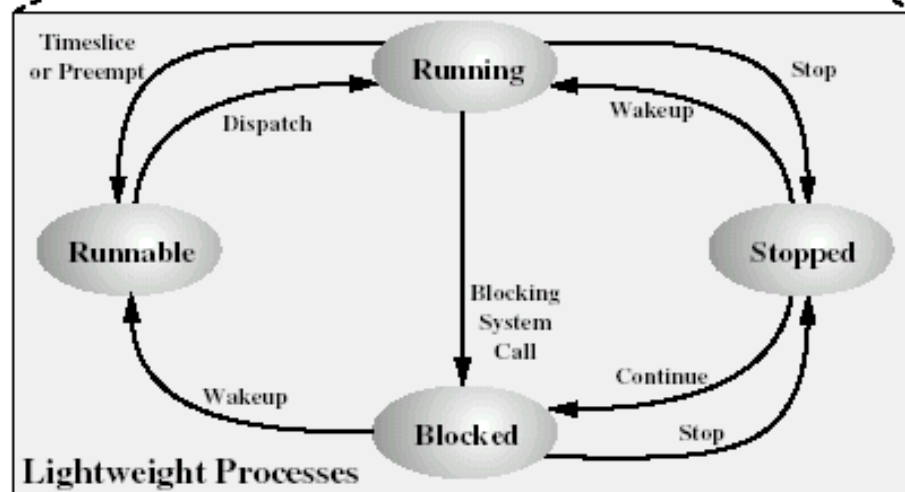 Timeslice
or Preempt
Running
Stop
Dispatch
Wakeup
Runnable
Stopped
Blocking
System
Call
Continue
Wakeup
Blocked
Stop
Lightweight Processes